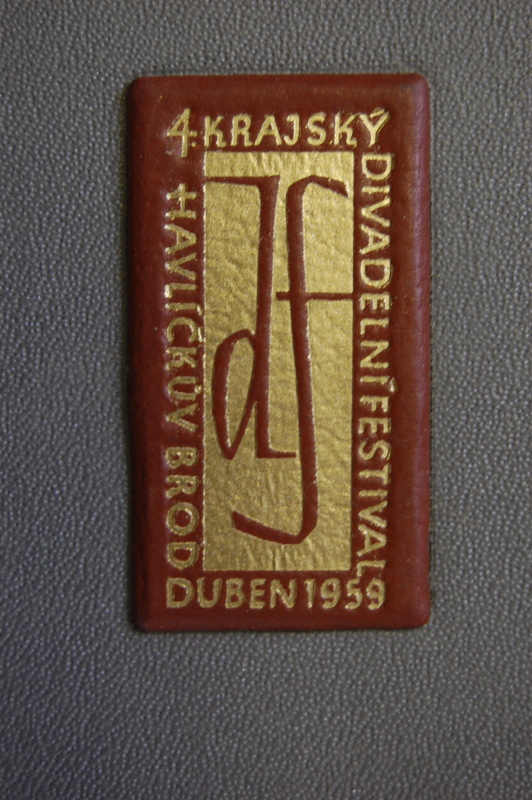 4. KRAJSKÝ
DIVADELNÍ FESTIVAL
HAVLÍČKŮV BROD
DUBEN 1959
df